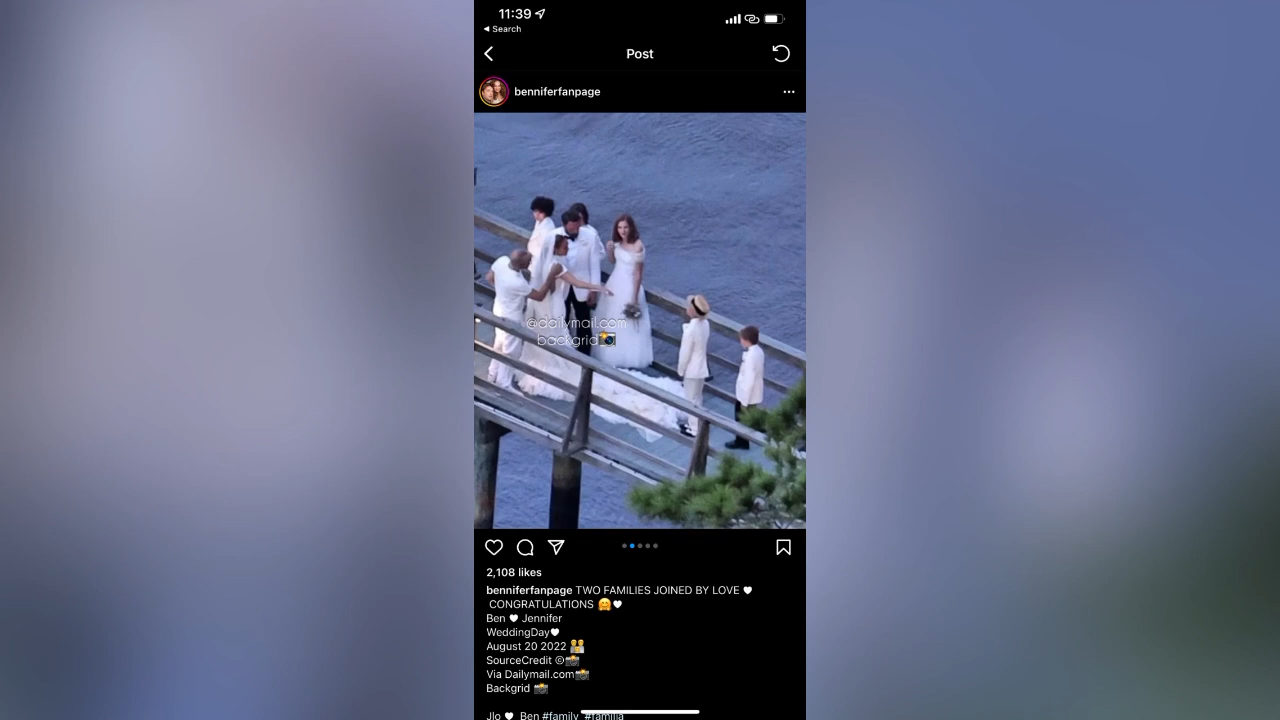 11:39
Search
Post
benniferfanpage
@dailymail.com
backgrid📸
2,108 likes
benniferfanpage TWO FAMILIES JOINED BY LOVE 🤍
CONGRATULATIONS 🤗🤍
Ben 🤍 Jennifer
WeddingDay🤍
August 20 2022 👰‍♂️
SourceCredit ©📸
Via Dailymail.com📸
Backgrid 📸
Jlo 🤍 Ben #family #familia